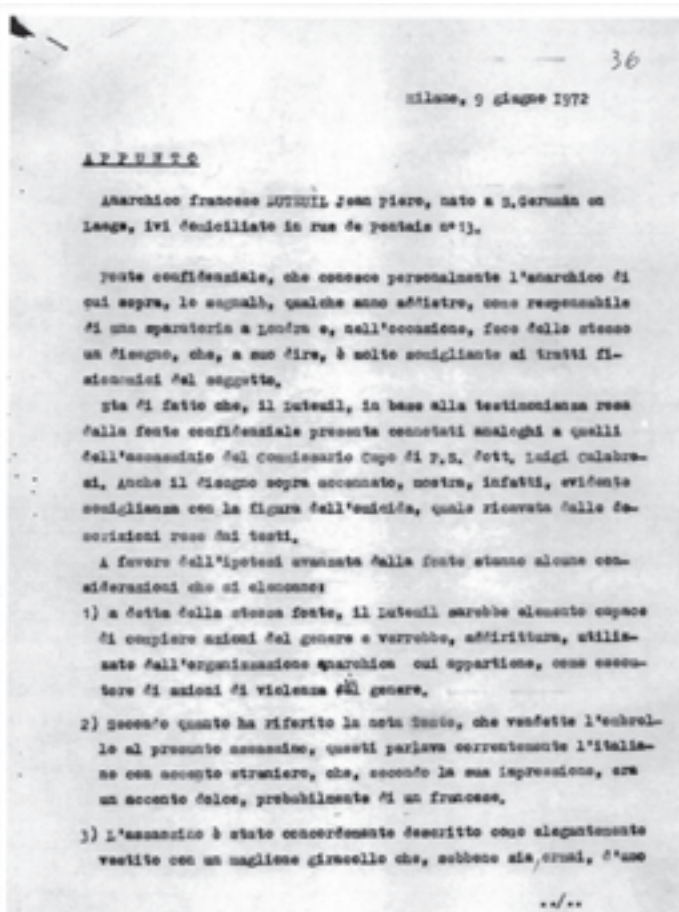 36
Milano, 9 giugno 1972
APPUNTO
Anarchico francese DUTEUIL Jean Piero, nato a S.Germain en
Laege, ivi domiciliato in rue de Pontais n°13.
Fonte confidenziale, che conosce personalmente l'anarchico di
cui sopra, lo segnalò, qualche anno addietro, come responsabile
di una sparatoria a Londra e, nell'occasione, fece dello stesso
un disegno, che, a suo dire, è molto somigliante ai tratti fi-
sionomici del soggetto.
Sta di fatto che, il Duteuil, in base alla testimonianza resa
dalla fonte confidenziale presenta connotati analoghi a quelli
dell'assassinio del Commissario Capo di P.S. dott. Luigi Calabre-
si. Anche il disegno sopra accennato, mostra, infatti, evidente
somiglianza con la figura dell'omicida, quale ricavata dalle de-
scrizioni rese dai testi.
A favore dell'ipotesi avanzata dalla fonte stanno alcune con-
siderazioni che si elencano:
1) a detta della stessa fonte, il Duteuil sarebbe elemento capace
di compiere azioni del genere e verrebbe, addirittura, utiliz-
zato dall'organizzazione anarchica cui appartiene, come esecu-
tore di azioni di violenza del genere.
2) Secondo quanto ha riferito la nota che vendette l'ombrel-
lo al presunto assassino, questi parlava correntemente l'italia-
no con accento straniero, che, secondo la sua impressione, era
un accento dolce, probabilmente di un francese.
3) L'assassino è stato concordemente descritto come elegantemente
vestito con un maglione girocollo che, sebbene sia, ormai, d'uso
../..